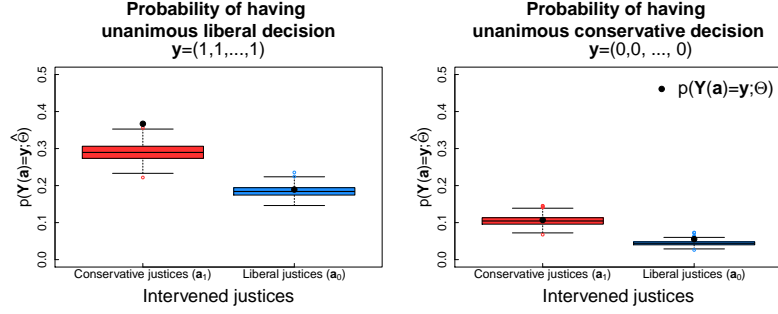 Probability of having
unanimous liberal decision
y=(1,1,...,1)
p(Y(a)=y;Θ̂)
0.5
0.4
0.3
0.2
0.1
0.0
Conservative justices (a₁)
Liberal justices (a₀)
Intervened justices
Probability of having
unanimous conservative decision
y=(0,0, ..., 0)
p(Y(a)=y;Θ̂)
0.5
0.4
0.3
0.2
0.1
0.0
p(Y(a)=y;Θ)
Conservative justices (a₁)
Liberal justices (a₀)
Intervened justices